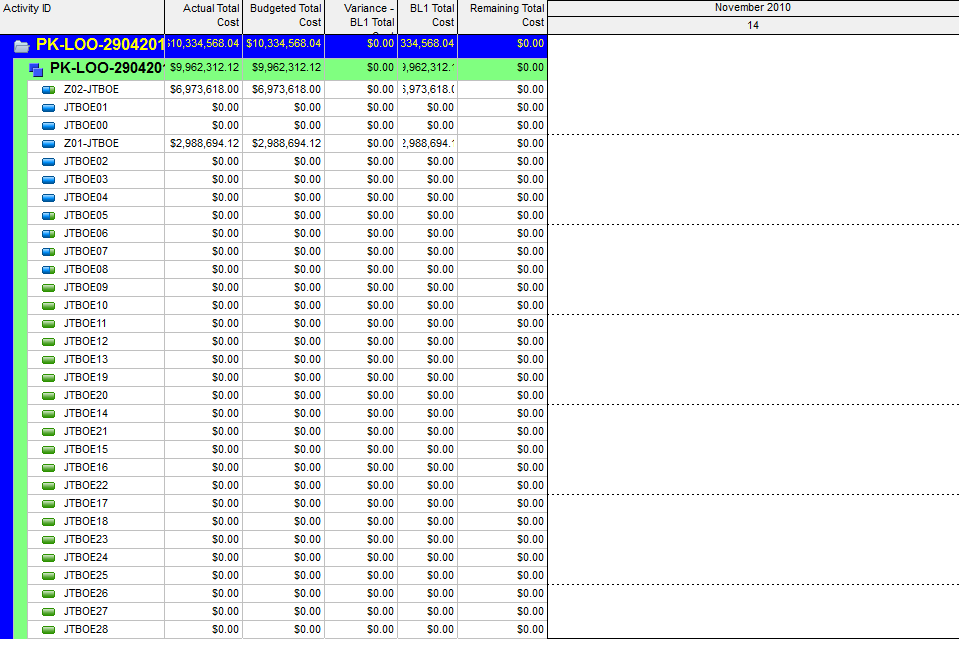 Activity ID Actual Total Cost Budgeted Total Cost Variance - BL1 Total BL1 Total Cost Remaining Total Cost November 2010
14
PK-LOO-2904201 $10,334,568.04 $10,334,568.04 $0.00 334,568.04 $0.00
PK-LOO-290420 $9,962,312.12 $9,962,312.12 $0.00 9,962,312. $0.00
Z02-JTBOE $6,973,618.00 $6,973,618.00 $0.00 6,973,618. $0.00
JTBOE01 $0.00 $0.00 $0.00 $0.00 $0.00
JTBOE00 $0.00 $0.00 $0.00 $0.00 $0.00
Z01-JTBOE $2,988,694.12 $2,988,694.12 $0.00 2,988,694. $0.00
JTBOE02 $0.00 $0.00 $0.00 $0.00 $0.00
JTBOE03 $0.00 $0.00 $0.00 $0.00 $0.00
JTBOE04 $0.00 $0.00 $0.00 $0.00 $0.00
JTBOE05 $0.00 $0.00 $0.00 $0.00 $0.00
JTBOE06 $0.00 $0.00 $0.00 $0.00 $0.00
JTBOE07 $0.00 $0.00 $0.00 $0.00 $0.00
JTBOE08 $0.00 $0.00 $0.00 $0.00 $0.00
JTBOE09 $0.00 $0.00 $0.00 $0.00 $0.00
JTBOE10 $0.00 $0.00 $0.00 $0.00 $0.00
JTBOE11 $0.00 $0.00 $0.00 $0.00 $0.00
JTBOE12 $0.00 $0.00 $0.00 $0.00 $0.00
JTBOE13 $0.00 $0.00 $0.00 $0.00 $0.00
JTBOE19 $0.00 $0.00 $0.00 $0.00 $0.00
JTBOE20 $0.00 $0.00 $0.00 $0.00 $0.00
JTBOE14 $0.00 $0.00 $0.00 $0.00 $0.00
JTBOE21 $0.00 $0.00 $0.00 $0.00 $0.00
JTBOE15 $0.00 $0.00 $0.00 $0.00 $0.00
JTBOE16 $0.00 $0.00 $0.00 $0.00 $0.00
JTBOE22 $0.00 $0.00 $0.00 $0.00 $0.00
JTBOE17 $0.00 $0.00 $0.00 $0.00 $0.00
JTBOE18 $0.00 $0.00 $0.00 $0.00 $0.00
JTBOE23 $0.00 $0.00 $0.00 $0.00 $0.00
JTBOE24 $0.00 $0.00 $0.00 $0.00 $0.00
JTBOE25 $0.00 $0.00 $0.00 $0.00 $0.00
JTBOE26 $0.00 $0.00 $0.00 $0.00 $0.00
JTBOE27 $0.00 $0.00 $0.00 $0.00 $0.00
JTBOE28 $0.00 $0.00 $0.00 $0.00 $0.00